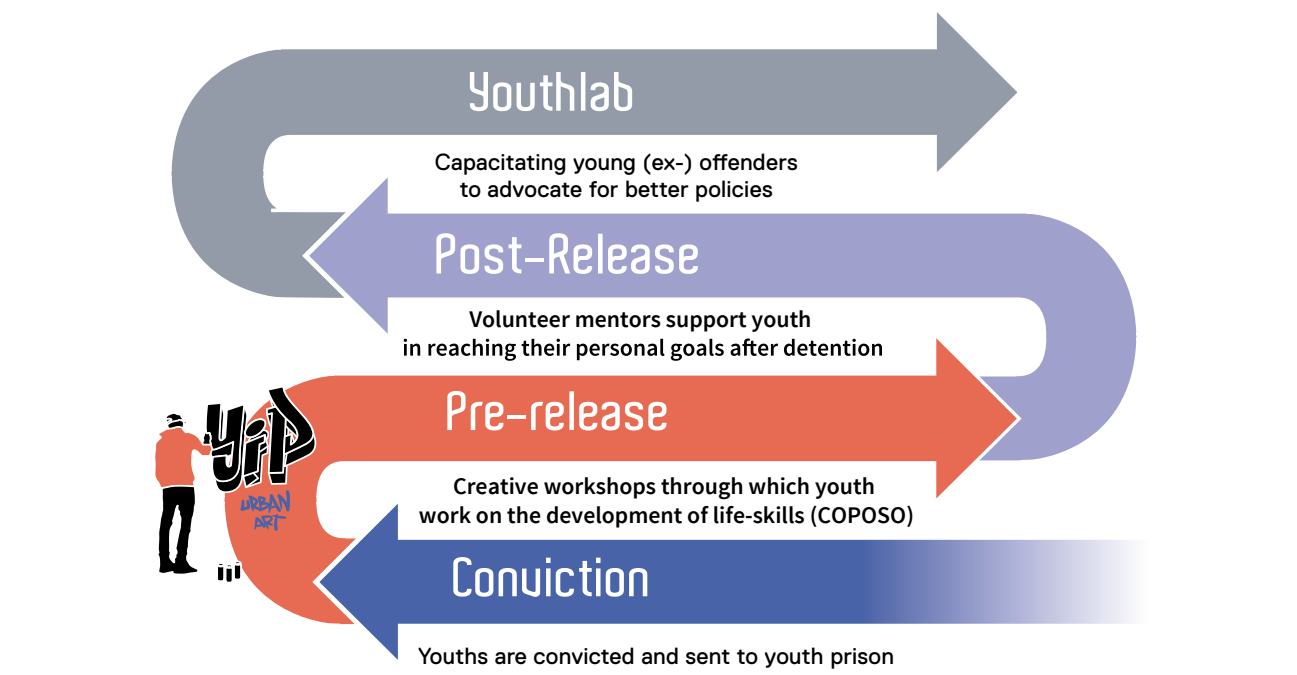 Youthlab
Capacitating young (ex-) offenders
to advocate for better policies
Post-Release
Volunteer mentors support youth
in reaching their personal goals after detention
Pre-release
YiP
URBAN
ART
Creative workshops through which youth
work on the development of life-skills (COPOSO)
Conviction
Youths are convicted and sent to youth prison